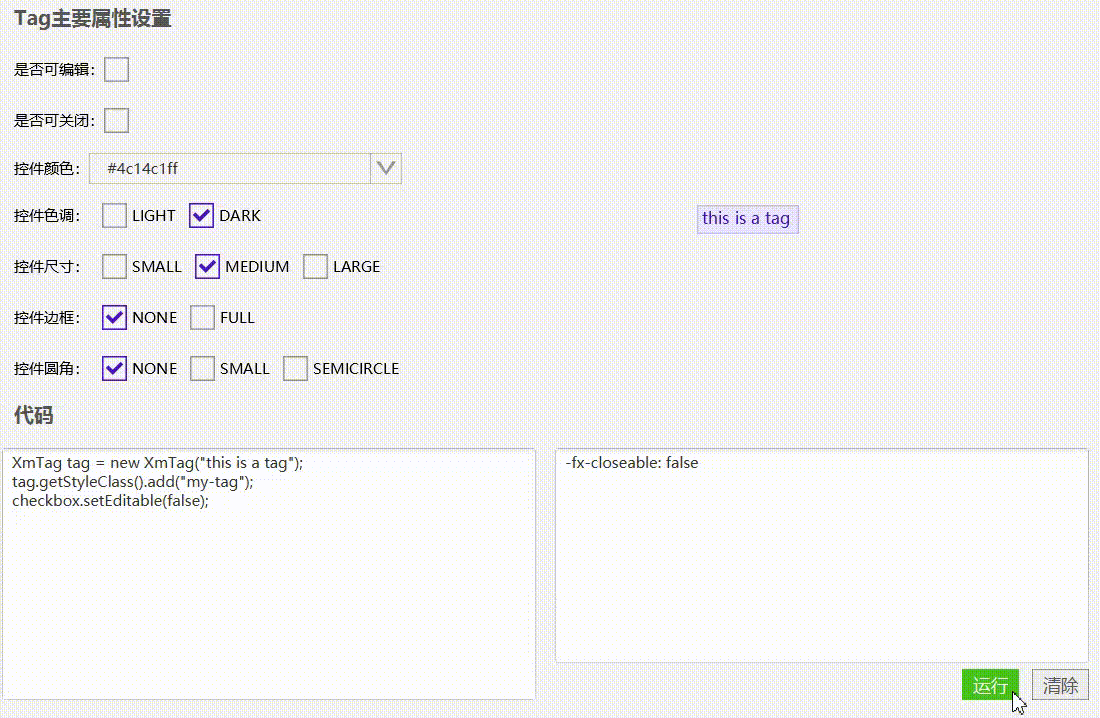 Tag主要属性设置
是否可编辑：
是否可关闭：
控件颜色： #4c14c1ff
控件色调： LIGHT DARK
this is a tag
控件尺寸： SMALL MEDIUM LARGE
控件边框： NONE FULL
控件圆角： NONE SMALL SEMICIRCLE
代码
XmTag tag = new XmTag("this is a tag");
tag.getStyleClass().add("my-tag");
checkbox.setEditable(false);
-fx-closeable: false
运行 清除